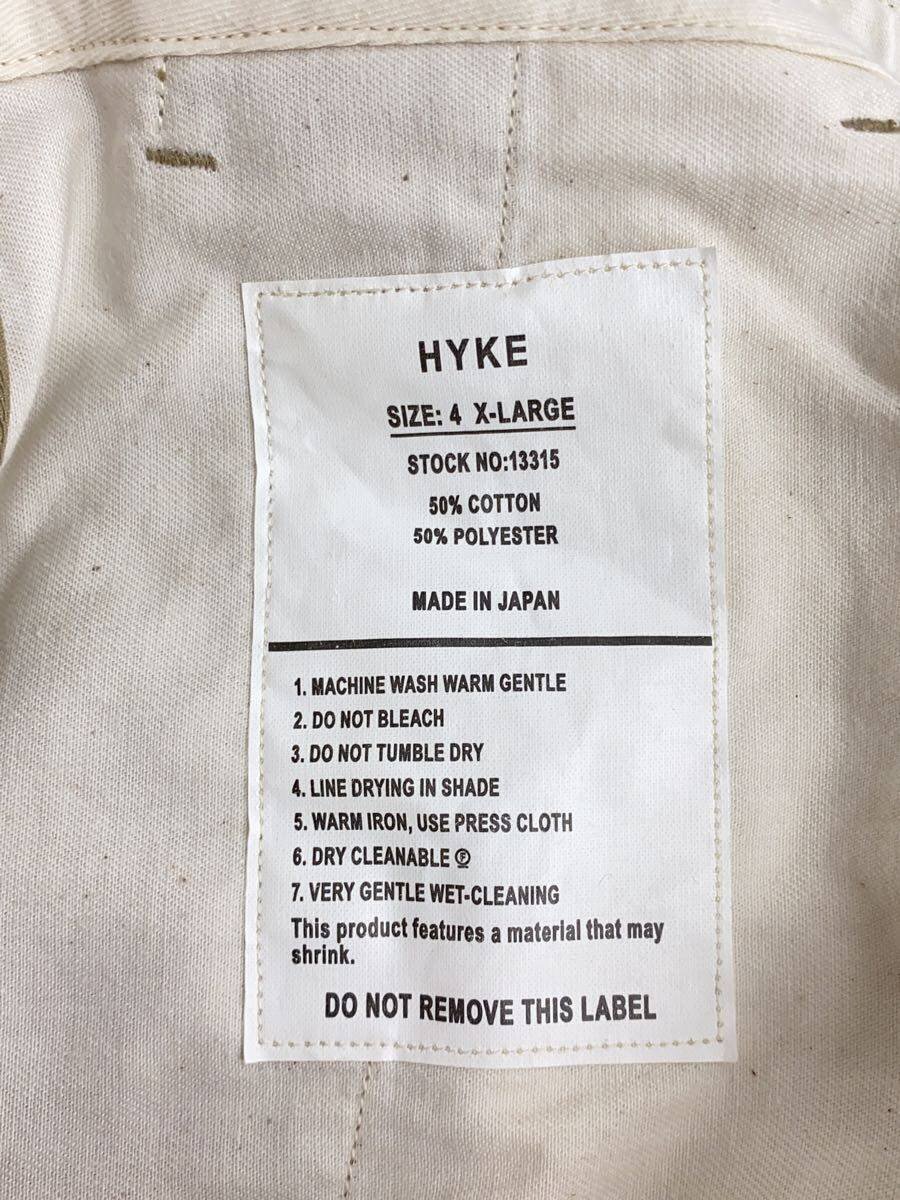 HYKE
SIZE: 4 X-LARGE
STOCK NO:13315
50% COTTON
50% POLYESTER
MADE IN JAPAN
1. MACHINE WASH WARM GENTLE
2. DO NOT BLEACH
3. DO NOT TUMBLE DRY
4. LINE DRYING IN SHADE
5. WARM IRON, USE PRESS CLOTH
6. DRY CLEANABLE Ⓕ
7. VERY GENTLE WET-CLEANING
This product features a material that may
shrink.
DO NOT REMOVE THIS LABEL